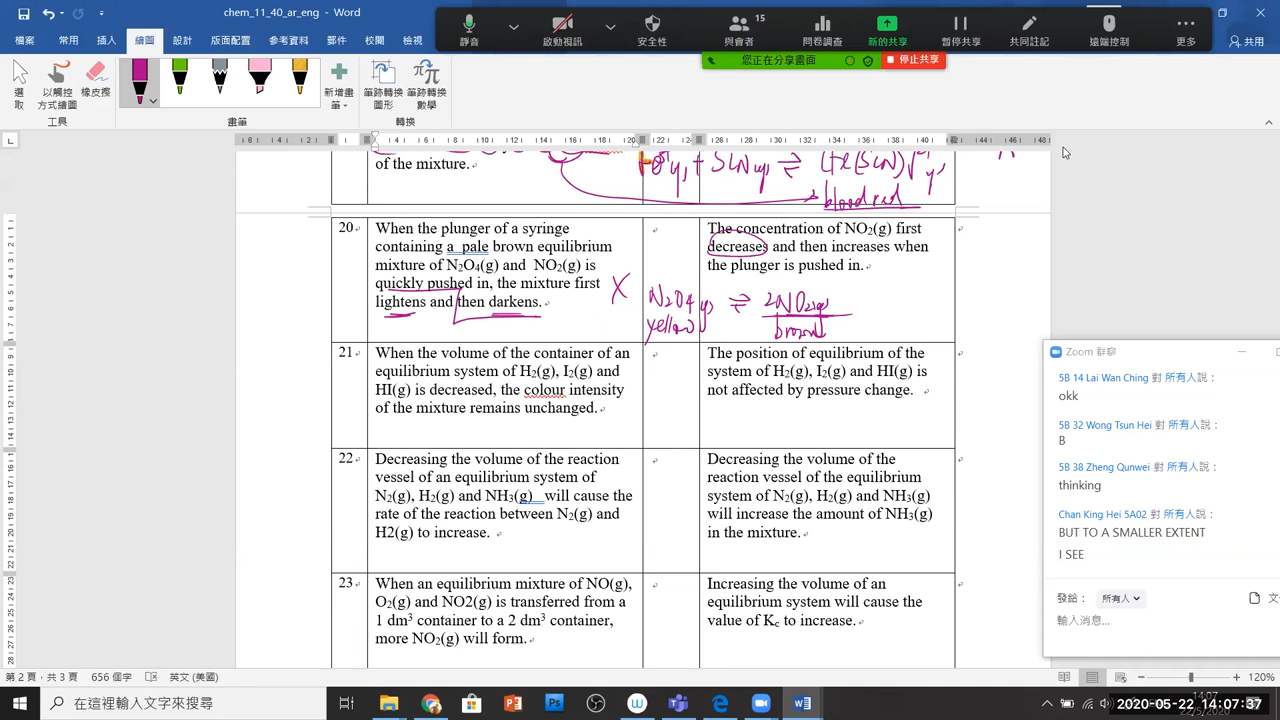 chem_11_40_ar_eng - Word
15
靜音
啟動視訊
安全性
與會者
問卷調查
新的共享
暫停共享
共同註記
遠端控制
更多
共用
檔案
常用
插入
繪圖
設計
版面配置
參考資料
郵件
校閱
檢視
您正在分享畫面
停止共享
選取
以觸控方式繪圖
橡皮擦
新增畫筆
筆跡轉換圖形
筆跡轉換數學
工具
畫筆
轉換
of the mixture.
blood red
20
When the plunger of a syringe
containing a pale brown equilibrium
mixture of N2O4(g) and NO2(g) is
quickly pushed in, the mixture first
lightens and then darkens.
The concentration of NO2(g) first
decreases and then increases when
the plunger is pushed in.
X
N2O4(g) ⇌ 2NO2(g)
yellow
brown
21
When the volume of the container of an
equilibrium system of H2(g), I2(g) and
HI(g) is decreased, the colour intensity
of the mixture remains unchanged.
The position of equilibrium of the
system of H2(g), I2(g) and HI(g) is
not affected by pressure change.
22
Decreasing the volume of the reaction
vessel of an equilibrium system of
N2(g), H2(g) and NH3(g) will cause the
rate of the reaction between N2(g) and
H2(g) to increase.
Decreasing the volume of the
reaction vessel of the equilibrium
system of N2(g), H2(g) and NH3(g)
will increase the amount of NH3(g)
in the mixture.
23
When an equilibrium mixture of NO(g),
O2(g) and NO2(g) is transferred from a
1 dm3 container to a 2 dm3 container,
more NO2(g) will form.
Increasing the volume of an
equilibrium system will cause the
value of Kc to increase.
Zoom 群聊
5B 14 Lai Wan Ching 對 所有人說：
okk
5B 32 Wong Tsun Hei 對 所有人說：
B
5B 38 Zheng Qunwei 對 所有人說：
thinking
Chan King Hei 5A02 對 所有人說：
BUT TO A SMALLER EXTENT
I SEE
發給：
所有人
輸入消息...
第 2 頁，共 3 頁
656 個字
英文 (美國)
120%
在這裡輸入文字來搜尋
2020-05-22 14:07:37